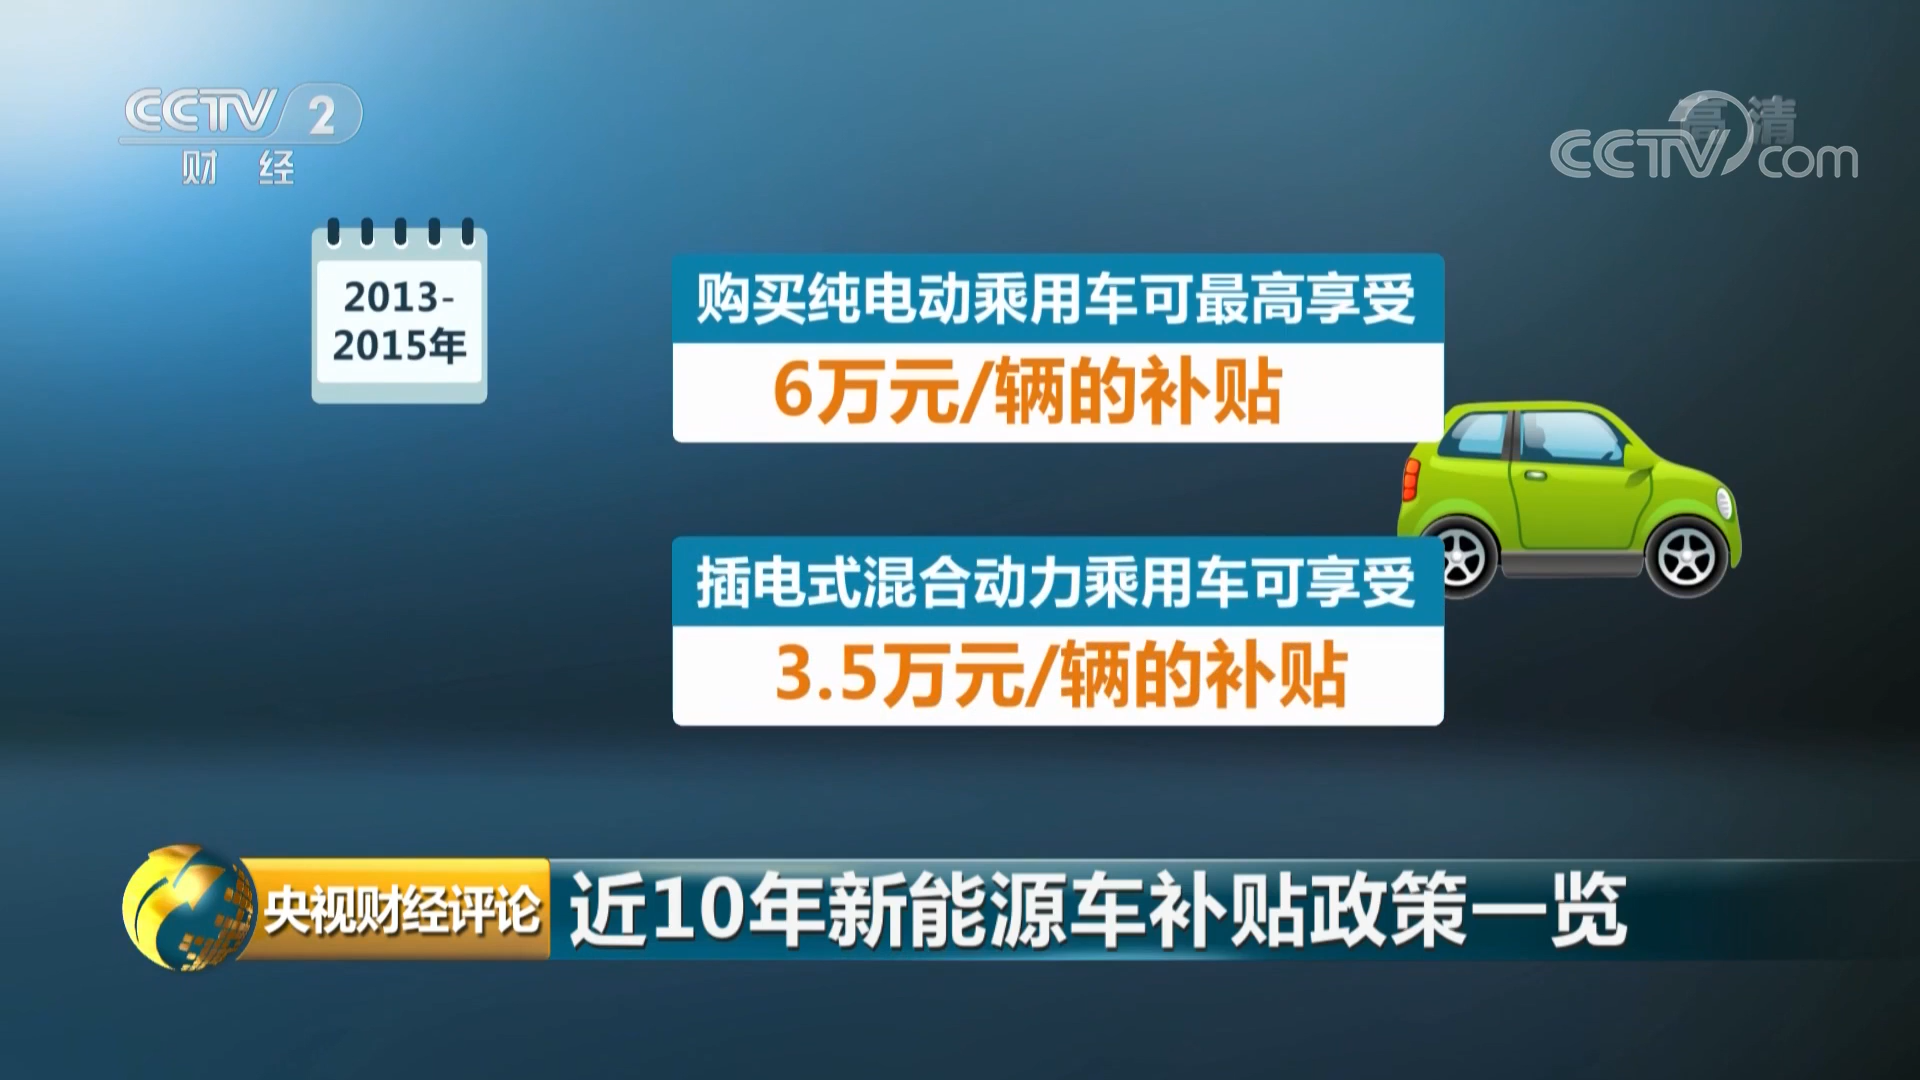 CCTV 2
财 经
高清
CCTV com
2013-
2015年
购买纯电动乘用车可最高享受
6万元/辆的补贴
插电式混合动力乘用车可享受
3.5万元/辆的补贴
央视财经评论
近10年新能源车补贴政策一览